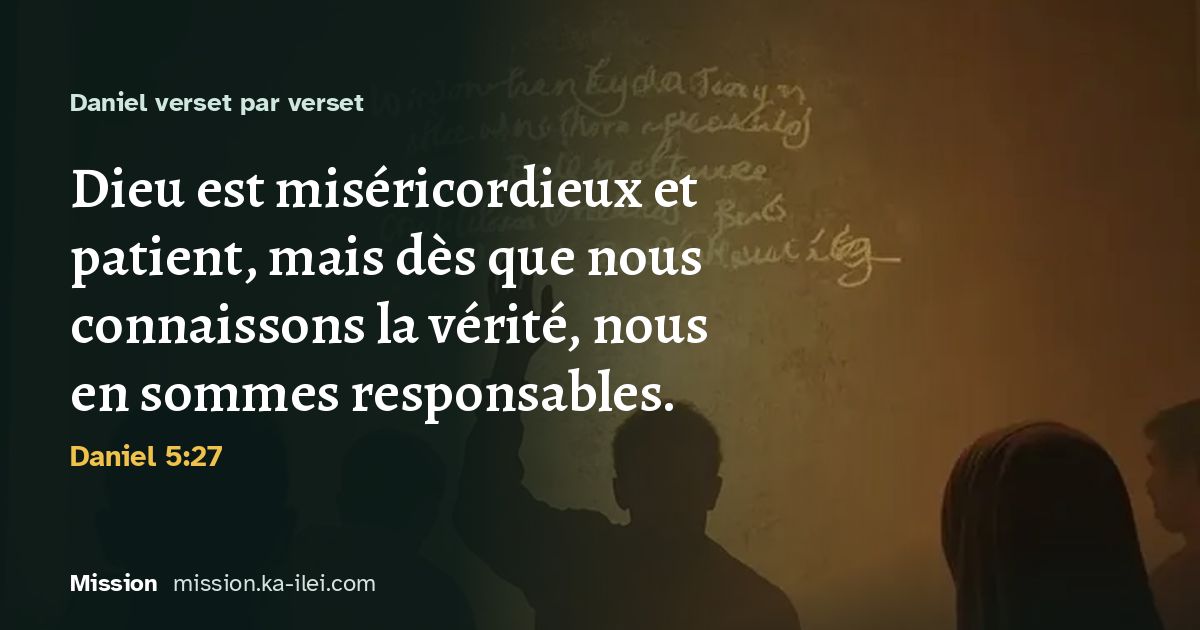 Daniel verset par verset
Dieu est miséricordieux et
patient, mais dès que nous
connaissons la vérité, nous
en sommes responsables.
Daniel 5:27
Mission mission.ka-ilei.com